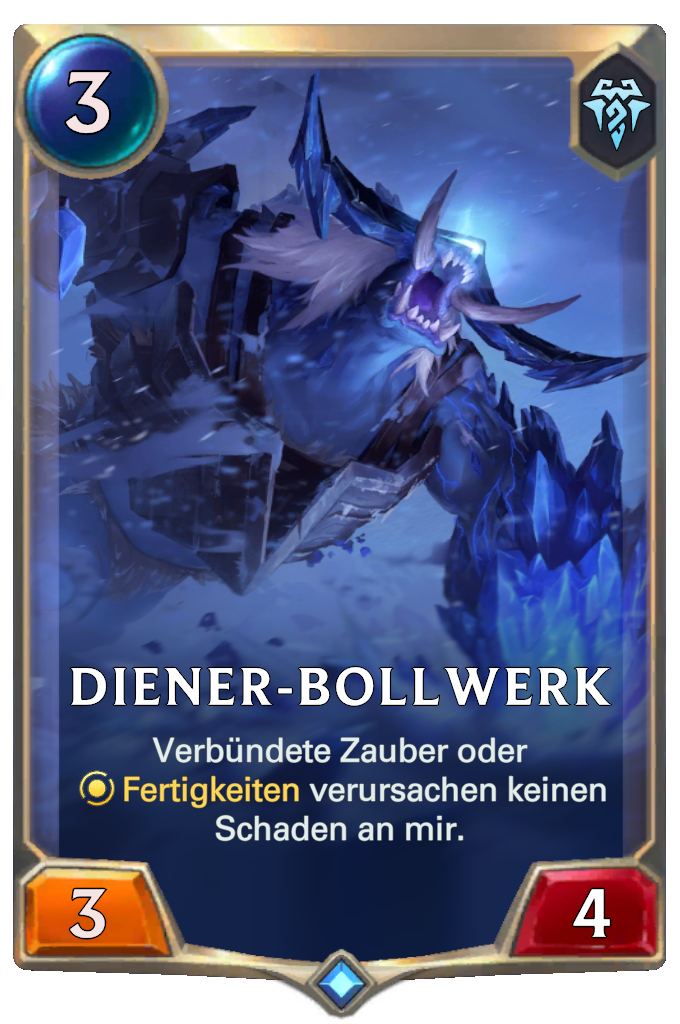 3
DIENER-BOLLWERK
Verbündete Zauber oder
Fertigkeiten verursachen keinen
Schaden an mir.
3
4